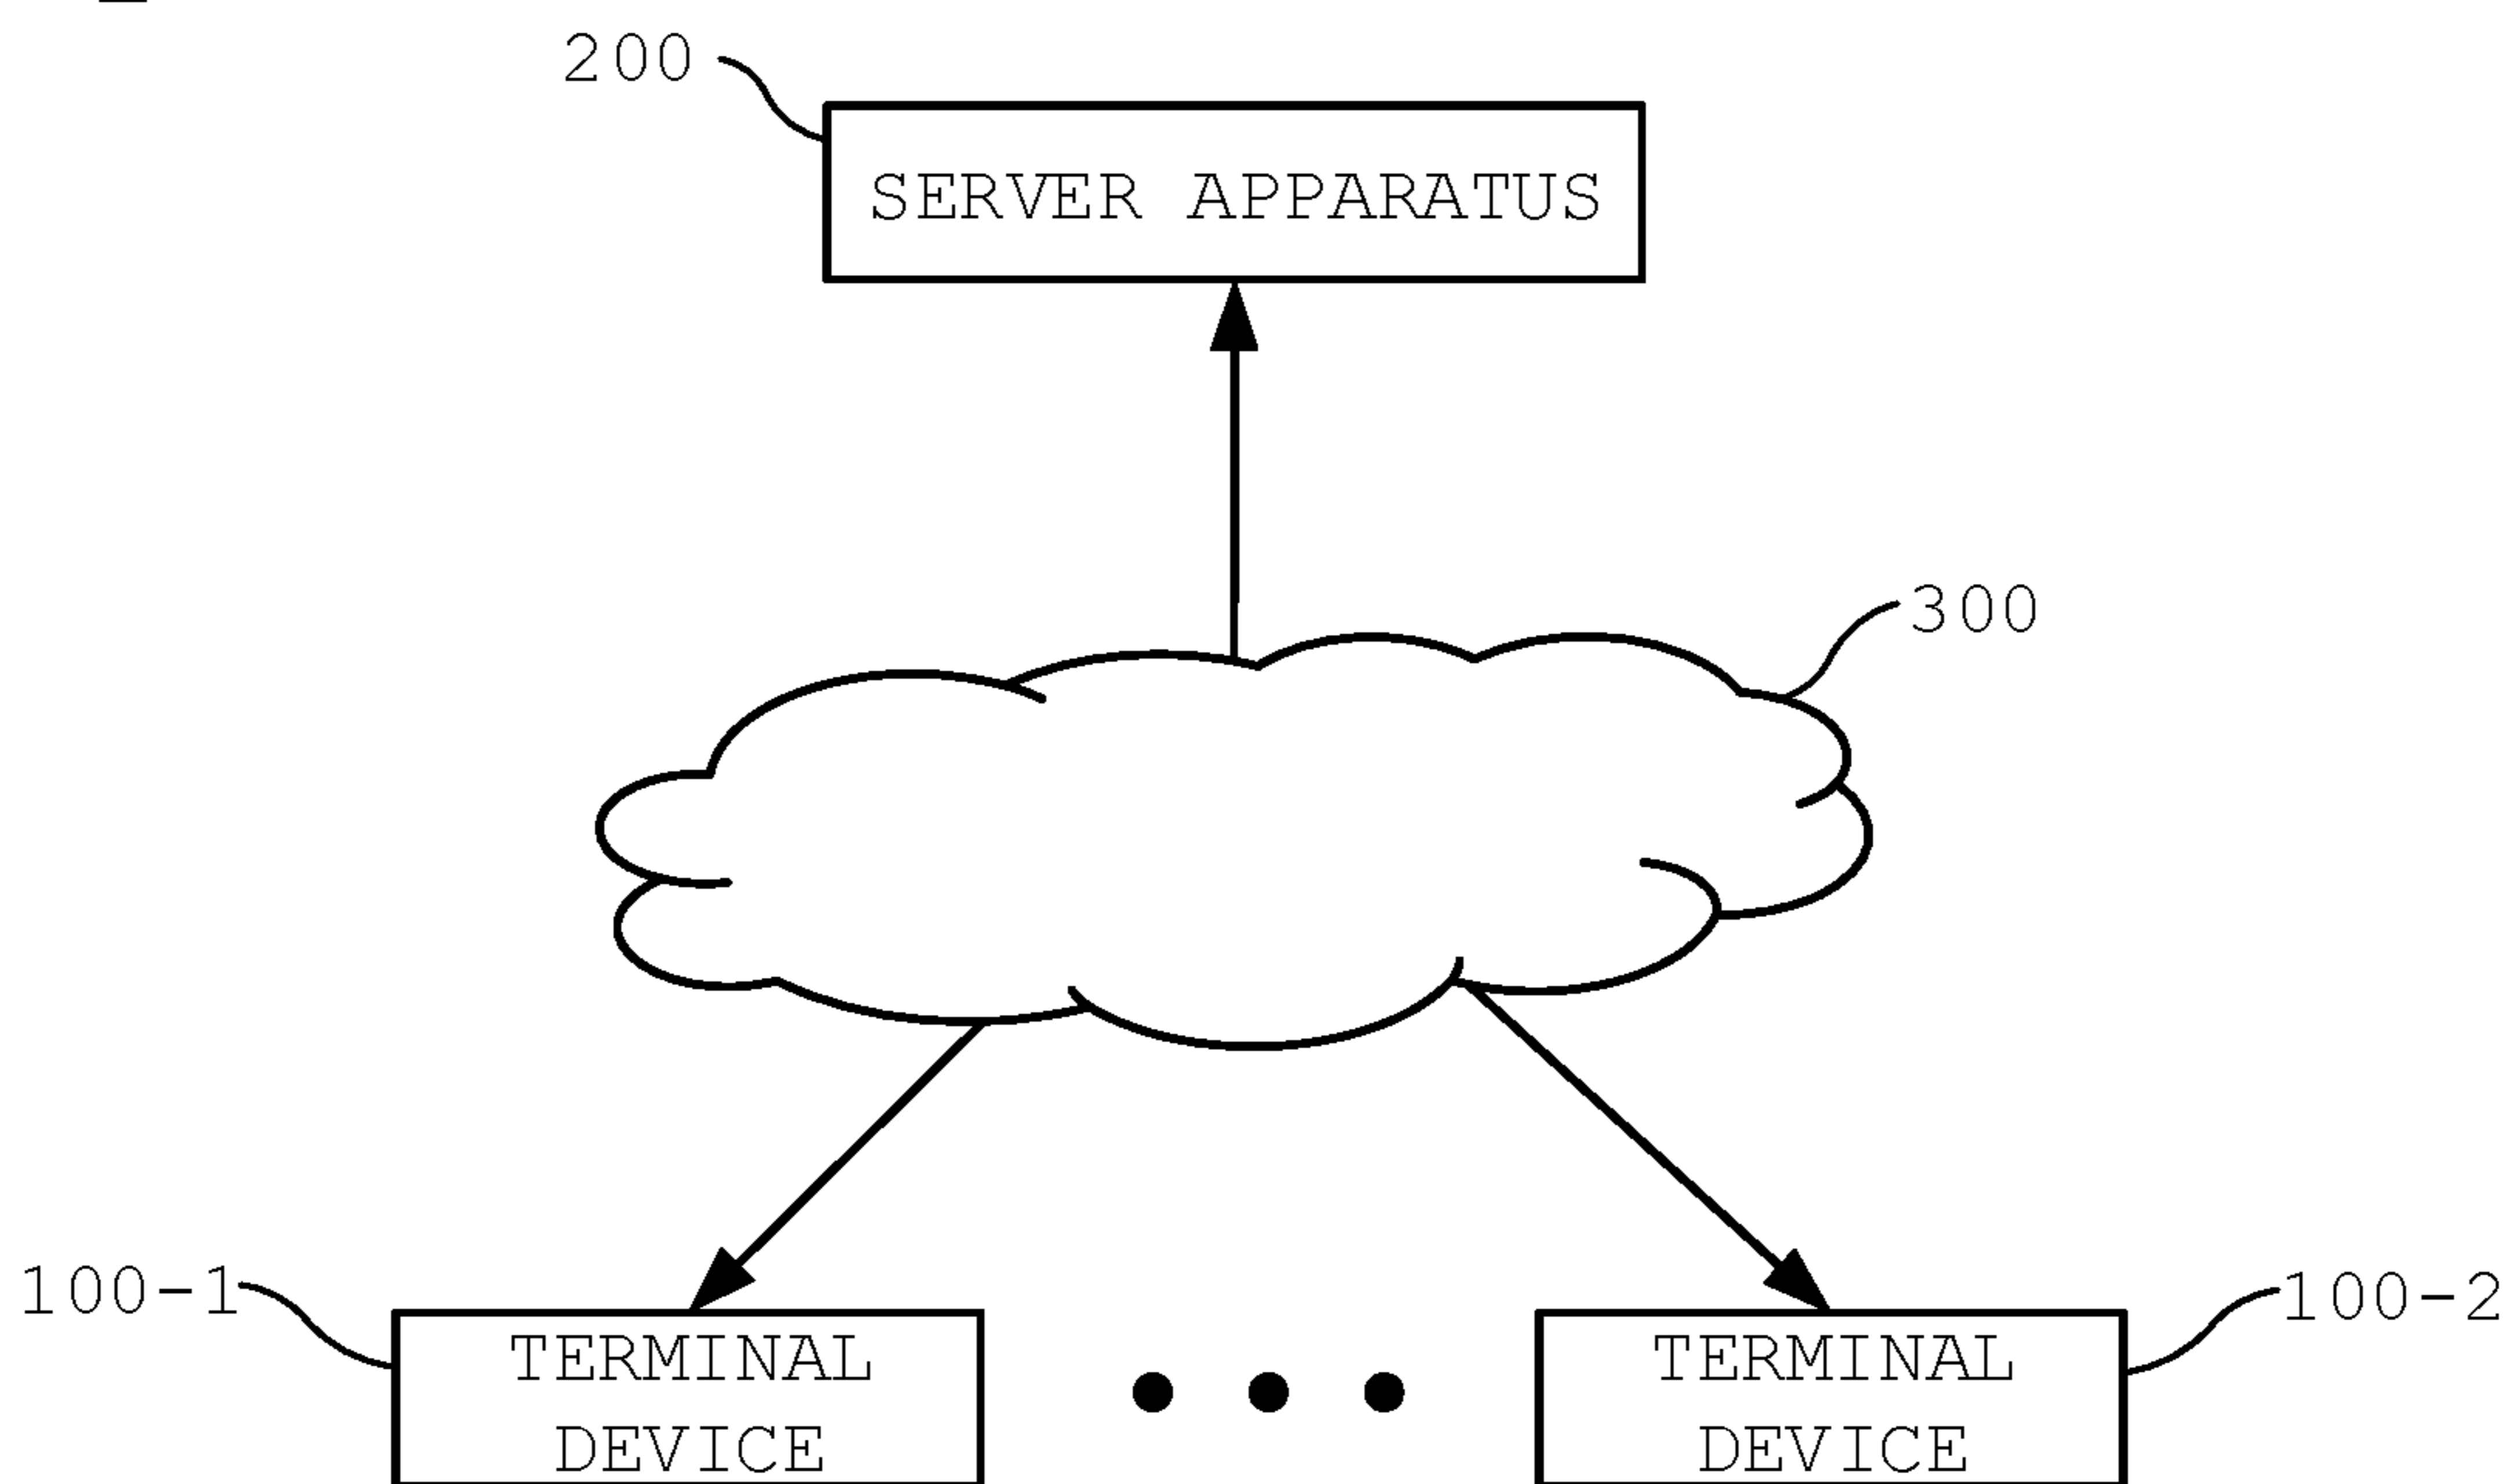 200
SERVER APPARATUS
300
100-1
TERMINAL
DEVICE
100-2
TERMINAL
DEVICE